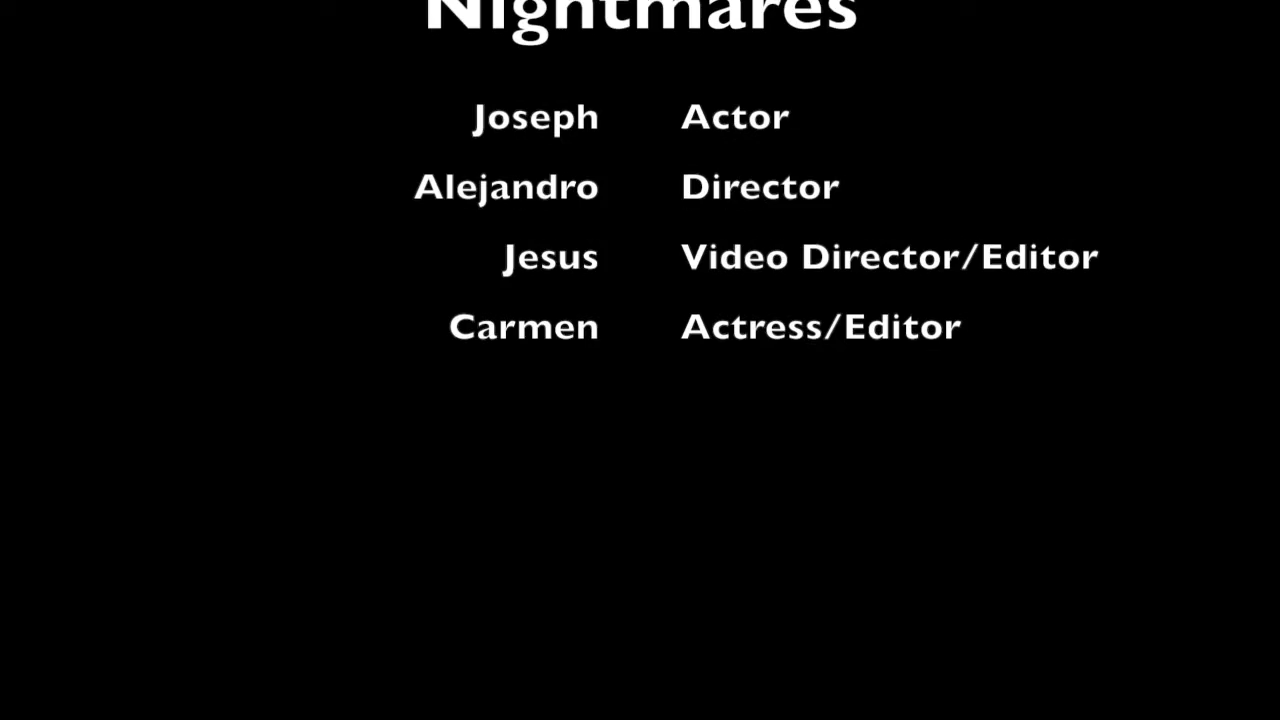 Nightmares
Joseph Actor
Alejandro Director
Jesus Video Director/Editor
Carmen Actress/Editor